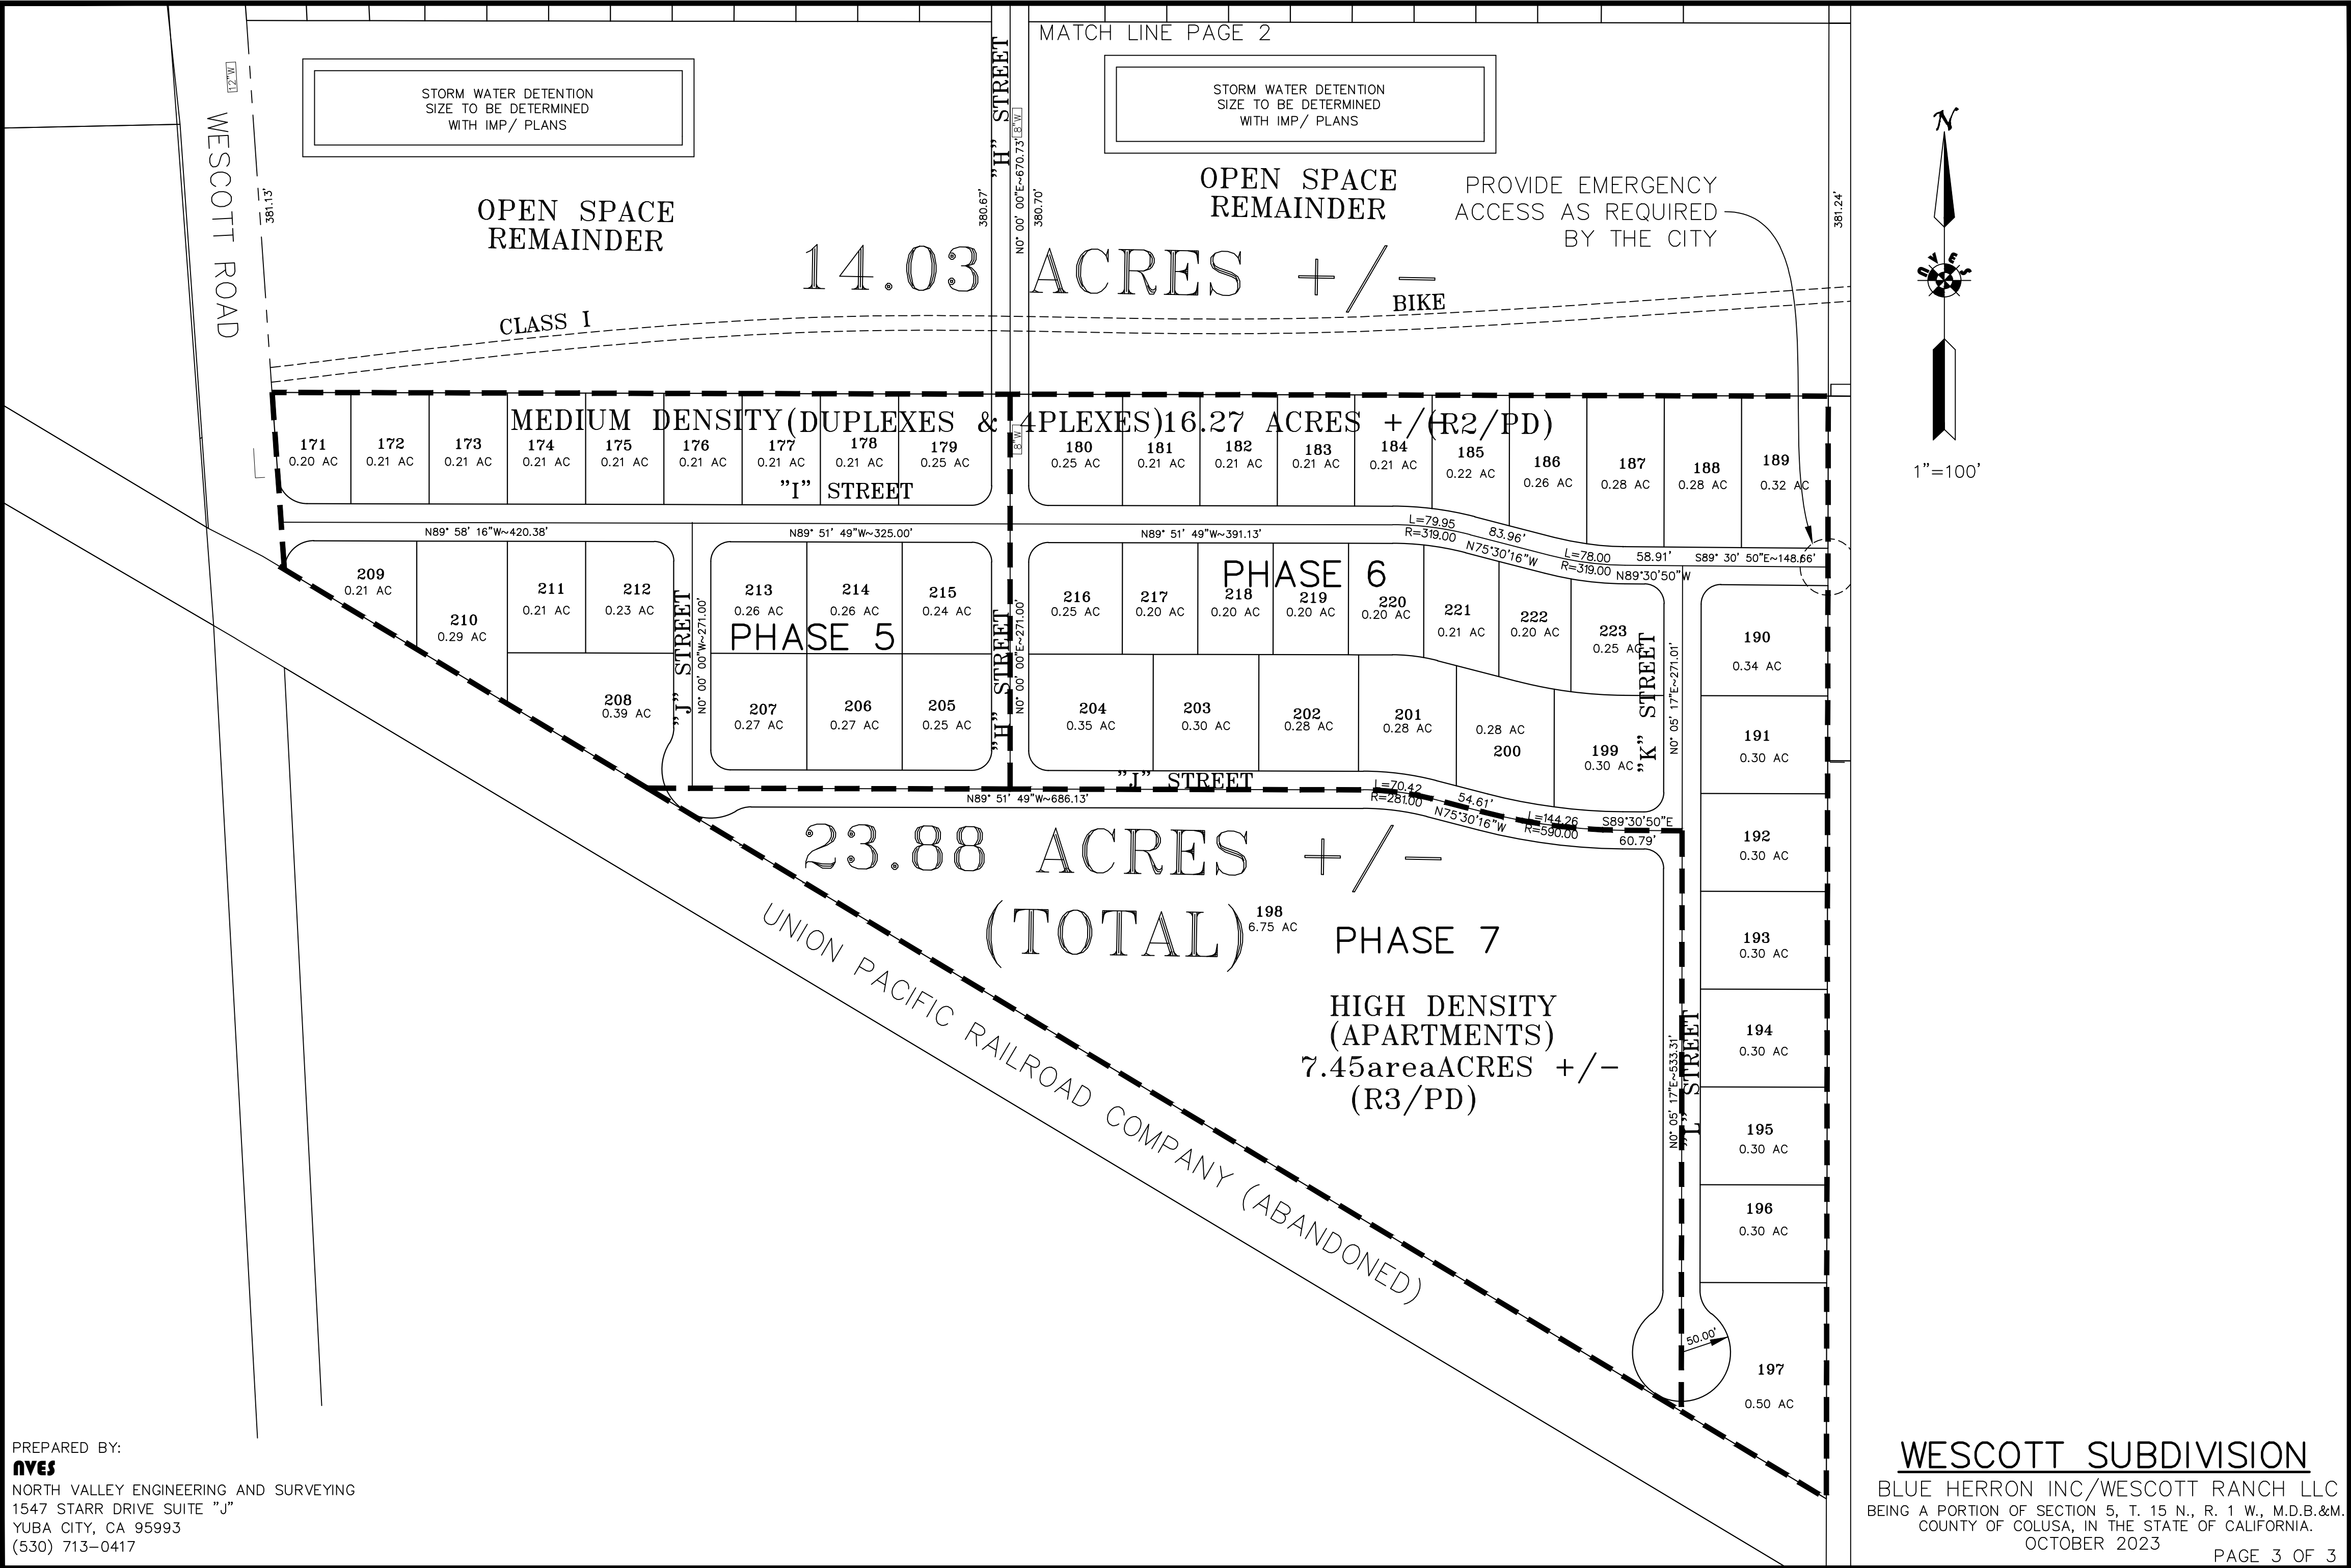 MATCH LINE PAGE 2
12"W
WESCOTT ROAD
381.13'
STORM WATER DETENTION
SIZE TO BE DETERMINED
WITH IMP/ PLANS
OPEN SPACE
REMAINDER
"H" STREET
8"W
N0° 00' 00"E~670.73'
380.67'
380.70'
STORM WATER DETENTION
SIZE TO BE DETERMINED
WITH IMP/ PLANS
OPEN SPACE
REMAINDER
PROVIDE EMERGENCY
ACCESS AS REQUIRED
BY THE CITY
381.24'
14.03 ACRES +/-
CLASS I
BIKE
N
NVES
1"=100'
MEDIUM DENSITY(DUPLEXES & 4PLEXES)16.27 ACRES +/(R2/PD)
8"W
171
0.20 AC
172
0.21 AC
173
0.21 AC
174
0.21 AC
175
0.21 AC
176
0.21 AC
177
0.21 AC
178
0.21 AC
179
0.25 AC
180
0.25 AC
181
0.21 AC
182
0.21 AC
183
0.21 AC
184
0.21 AC
185
0.22 AC
186
0.26 AC
187
0.28 AC
188
0.28 AC
189
0.32 AC
"I" STREET
N89° 58' 16"W~420.38'
N89° 51' 49"W~325.00'
N89° 51' 49"W~391.13'
L=79.95
R=319.00
83.96'
N75°30'16"W
L=78.00
R=319.00
58.91'
N89°30'50"W
S89° 30' 50"E~148.66'
209
0.21 AC
210
0.29 AC
211
0.21 AC
212
0.23 AC
"J" STREET
N0° 00' 00"W~271.00'
213
0.26 AC
214
0.26 AC
215
0.24 AC
PHASE 5
"H" STREET
N0° 00' 00"E~271.00'
PHASE 6
216
0.25 AC
217
0.20 AC
218
0.20 AC
219
0.20 AC
220
0.20 AC
221
0.21 AC
222
0.20 AC
223
0.25 AC
"K" STREET
N0° 05' 17"E~271.01'
190
0.34 AC
208
0.39 AC
207
0.27 AC
206
0.27 AC
205
0.25 AC
204
0.35 AC
203
0.30 AC
202
0.28 AC
201
0.28 AC
0.28 AC
200
199
0.30 AC
191
0.30 AC
"J" STREET
N89° 51' 49"W~686.13'
L=70.42
R=281.00
54.61'
N75°30'16"W
L=144.26
R=590.00
S89°30'50"E
60.79'
192
0.30 AC
23.88 ACRES +/-
(TOTAL)
198
6.75 AC
PHASE 7
193
0.30 AC
HIGH DENSITY
(APARTMENTS)
7.45areaACRES +/-
(R3/PD)
"L" STREET
N0° 05' 17"E~533.31'
194
0.30 AC
195
0.30 AC
196
0.30 AC
50.00'
197
0.50 AC
UNION PACIFIC RAILROAD COMPANY (ABANDONED)
PREPARED BY:
NVES
NORTH VALLEY ENGINEERING AND SURVEYING
1547 STARR DRIVE SUITE "J"
YUBA CITY, CA 95993
(530) 713-0417
WESCOTT SUBDIVISION
BLUE HERRON INC/WESCOTT RANCH LLC
BEING A PORTION OF SECTION 5, T. 15 N., R. 1 W., M.D.B.&M.
COUNTY OF COLUSA, IN THE STATE OF CALIFORNIA.
OCTOBER 2023
PAGE 3 OF 3